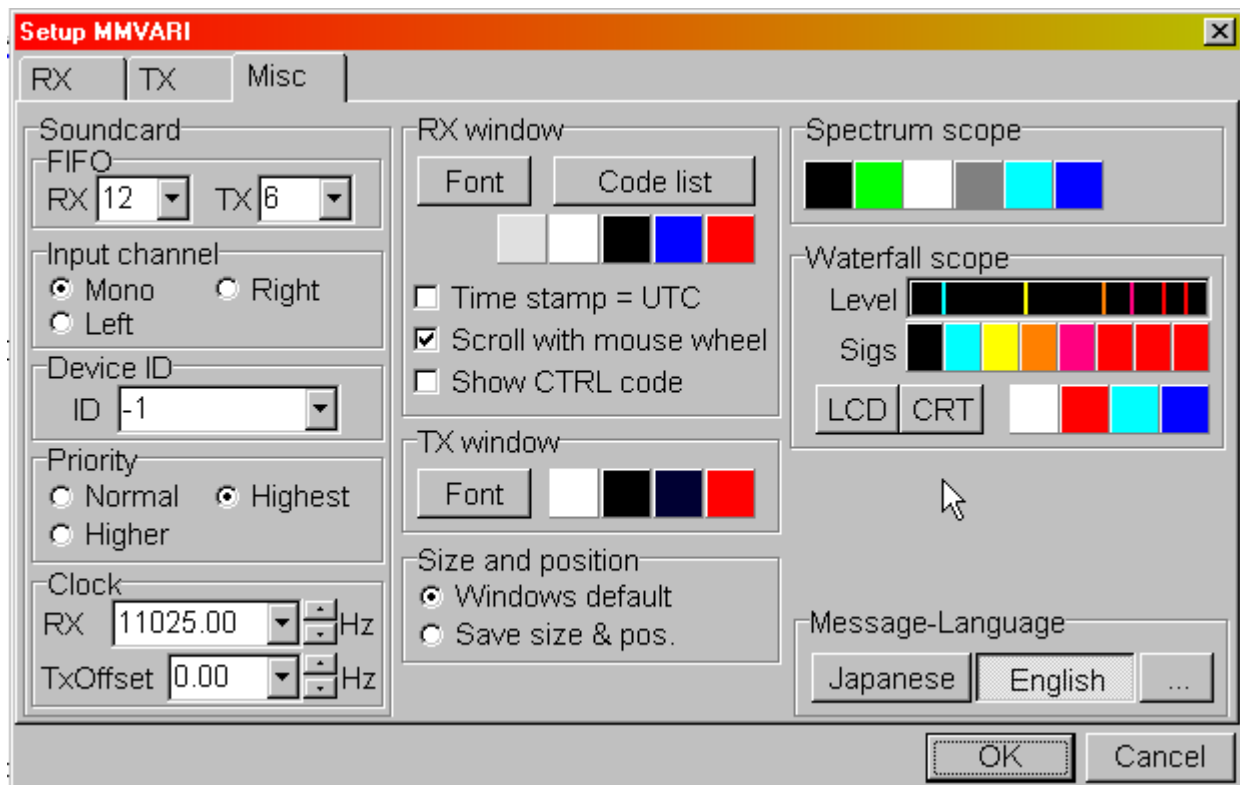 Setup MMVARI
RX TX Misc
Soundcard
FIFO
RX 12 TX 6
Input channel
Mono Right
Left
Device ID
ID -1
Priority
Normal Highest
Higher
Clock
RX 11025.00 Hz
TxOffset 0.00 Hz
RX window
Font Code list
Time stamp = UTC
Scroll with mouse wheel
Show CTRL code
TX window
Font
Size and position
Windows default
Save size & pos.
Spectrum scope
Waterfall scope
Level
Sigs
LCD CRT
Message-Language
Japanese English ...
OK Cancel